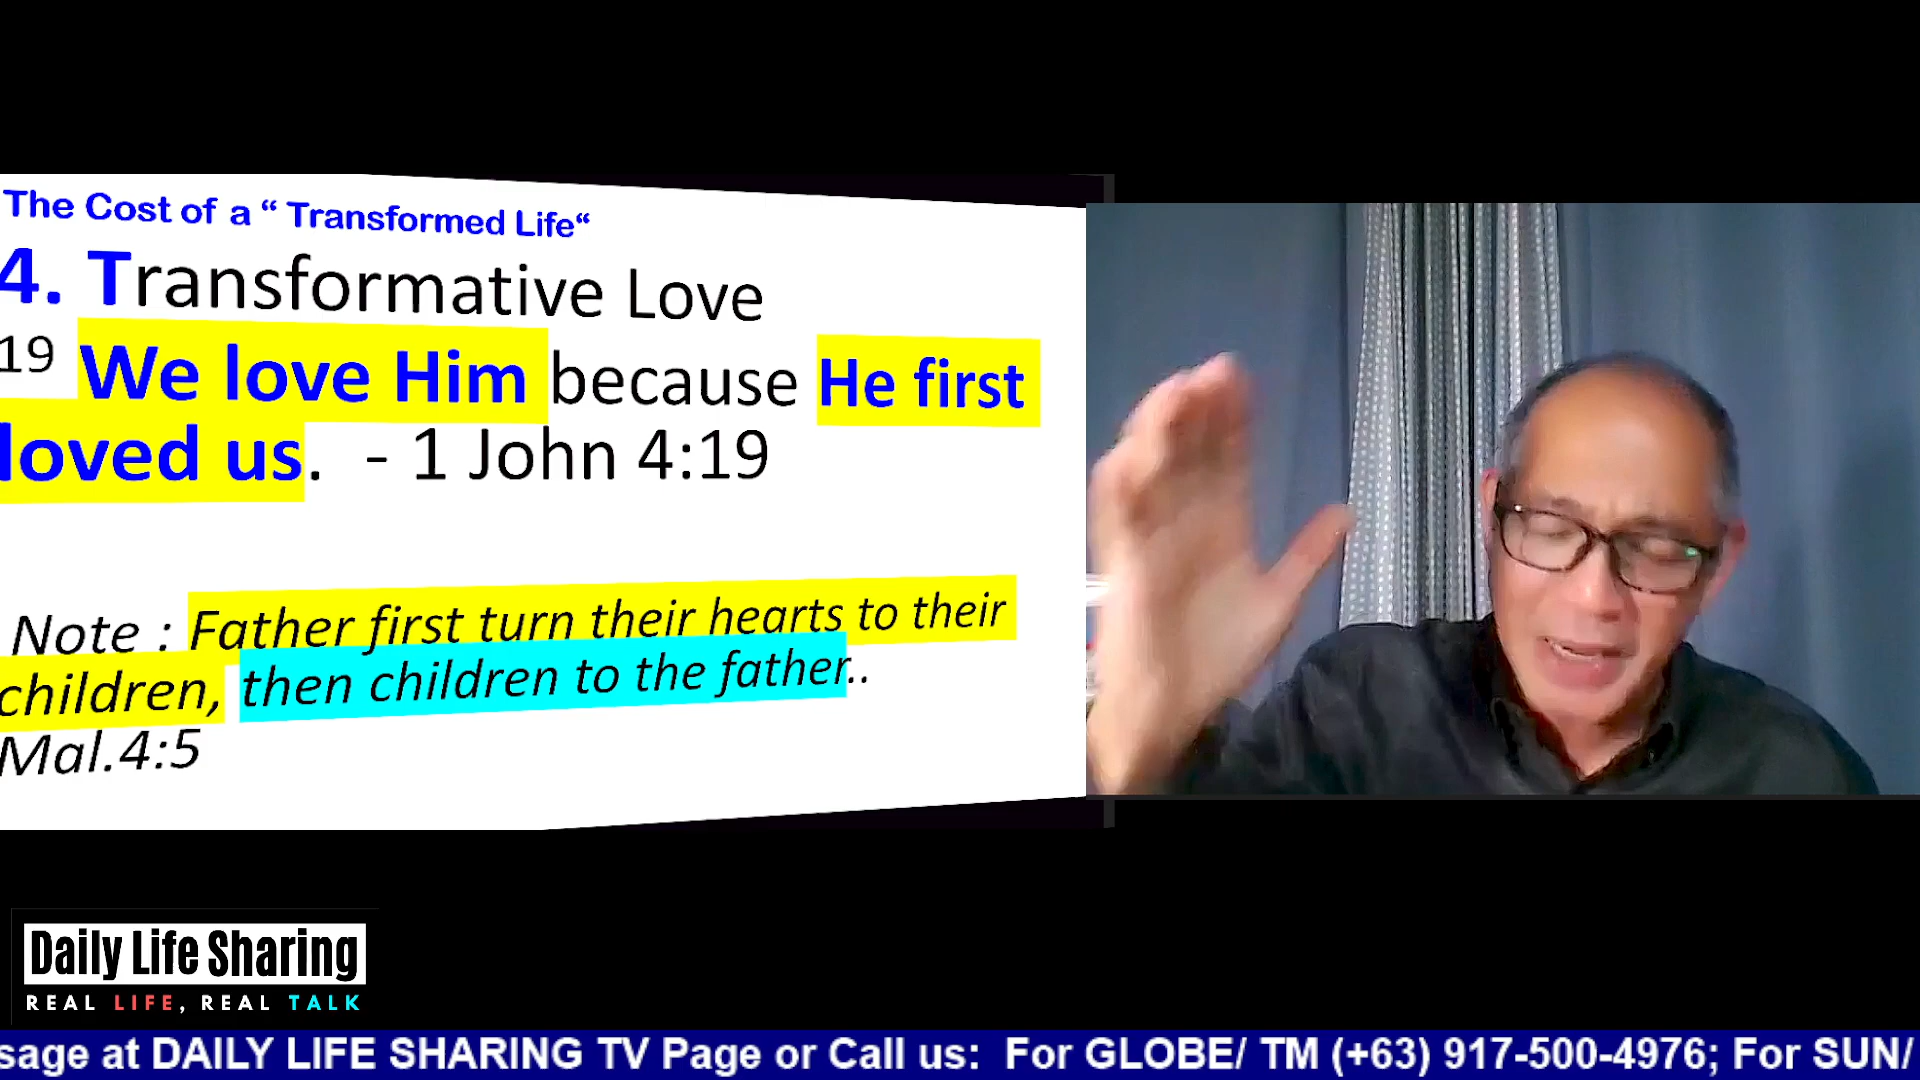 The Cost of a “ Transformed Life“
4. Transformative Love
19 We love Him because He first
loved us. - 1 John 4:19
Note : Father first turn their hearts to their
children, then children to the father..
Mal.4:5
Daily Life Sharing
REAL LIFE, REAL TALK
sage at DAILY LIFE SHARING TV Page or Call us: For GLOBE/ TM (+63) 917-500-4976; For SUN/